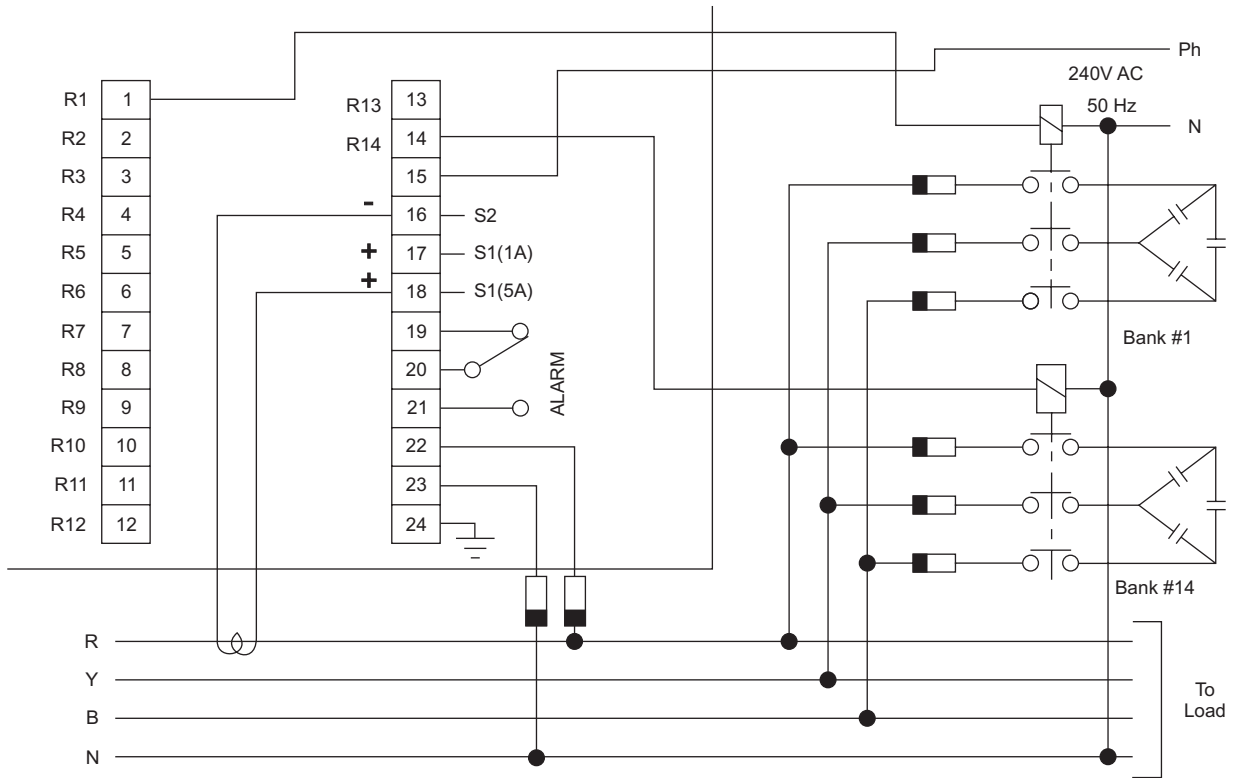 Ph
240V AC
50 Hz
N
R1 1
R2 2
R3 3
R4 4
R5 5
R6 6
R7 7
R8 8
R9 9
R10 10
R11 11
R12 12
R13 13
R14 14
15
- 16 S2
+ 17 S1(1A)
+ 18 S1(5A)
19
20
21
ALARM
22
23
24
Bank #1
Bank #14
R
Y
B
N
To
Load